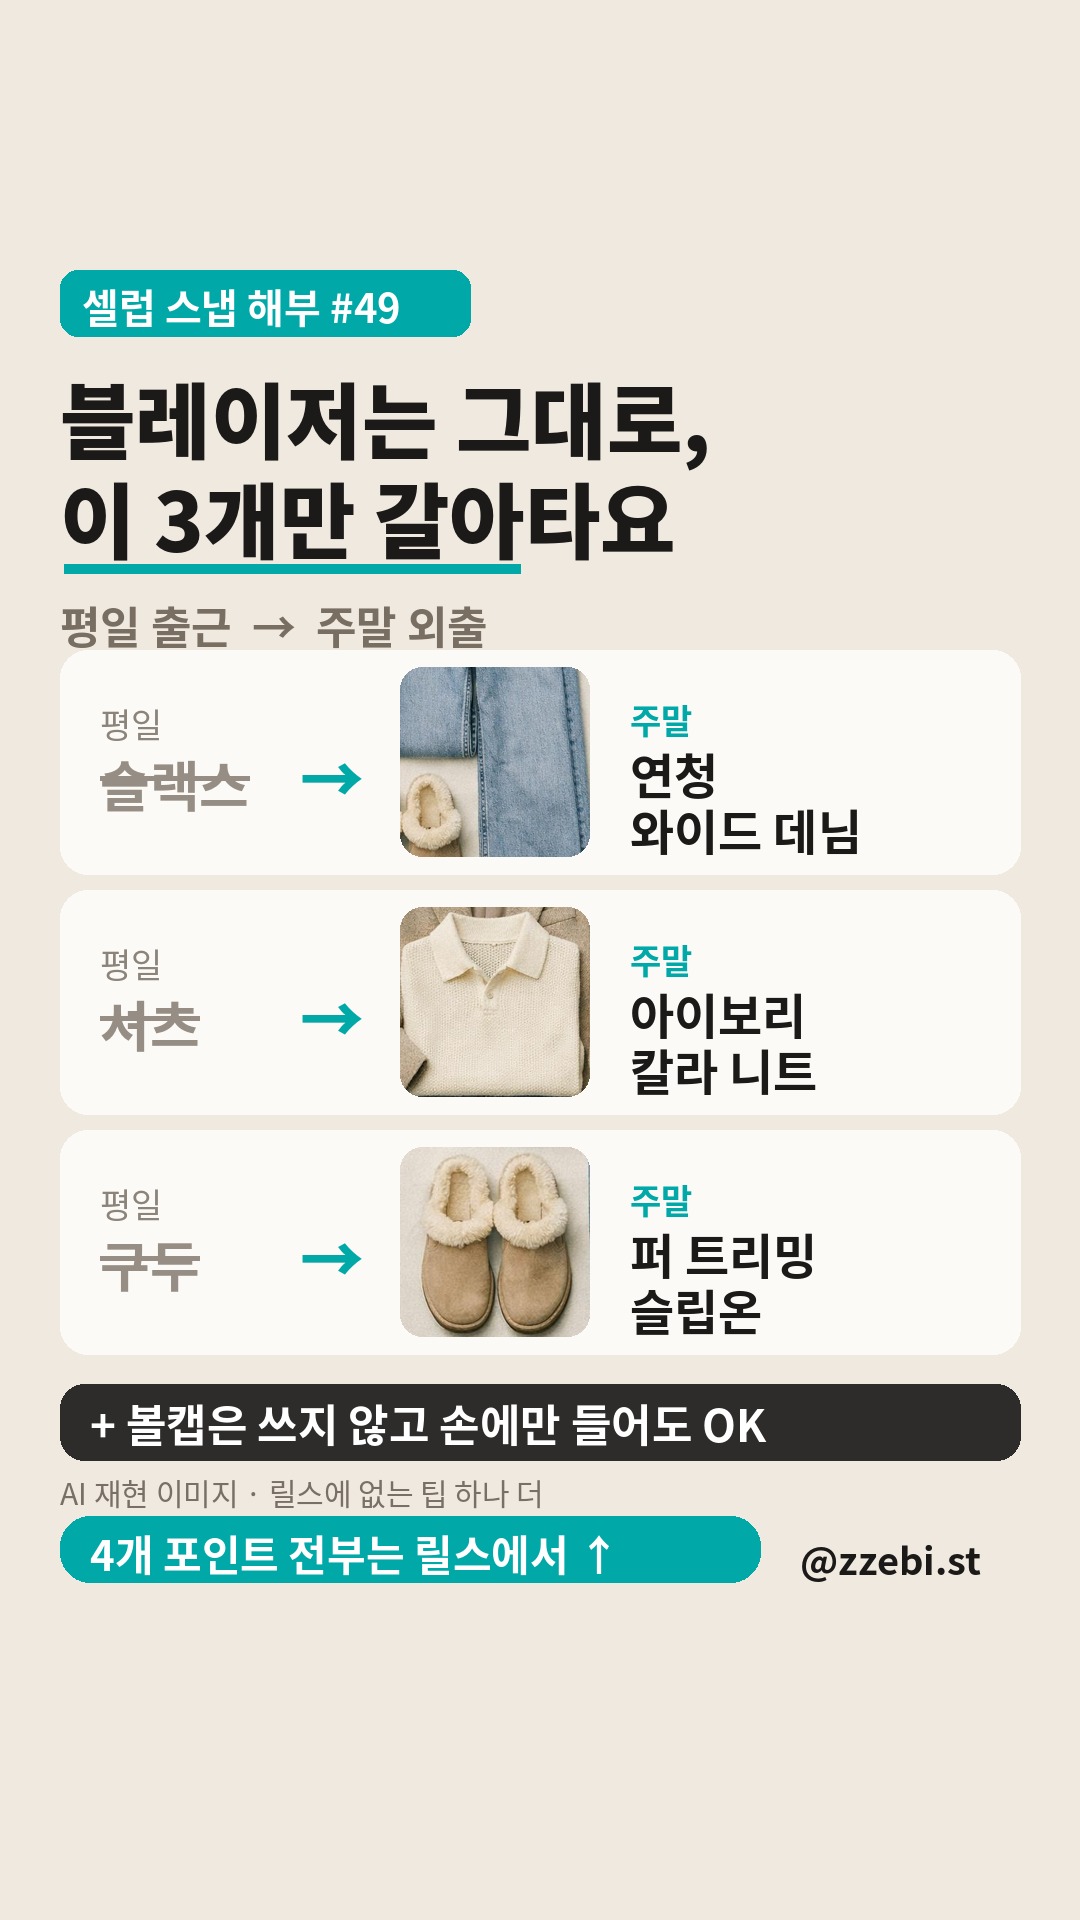 셀럽 스냅 해부 #49
블레이저는 그대로,
이 3개만 갈아타요
평일 출근 → 주말 외출
평일
슬랙스
→
주말
연청
와이드 데님
평일
셔츠
→
주말
아이보리
칼라 니트
평일
구두
→
주말
퍼 트리밍
슬립온
+ 볼캡은 쓰지 않고 손에만 들어도 OK
AI 재현 이미지 · 릴스에 없는 팁 하나 더
4개 포인트 전부는 릴스에서 ↑
@zzebi.st